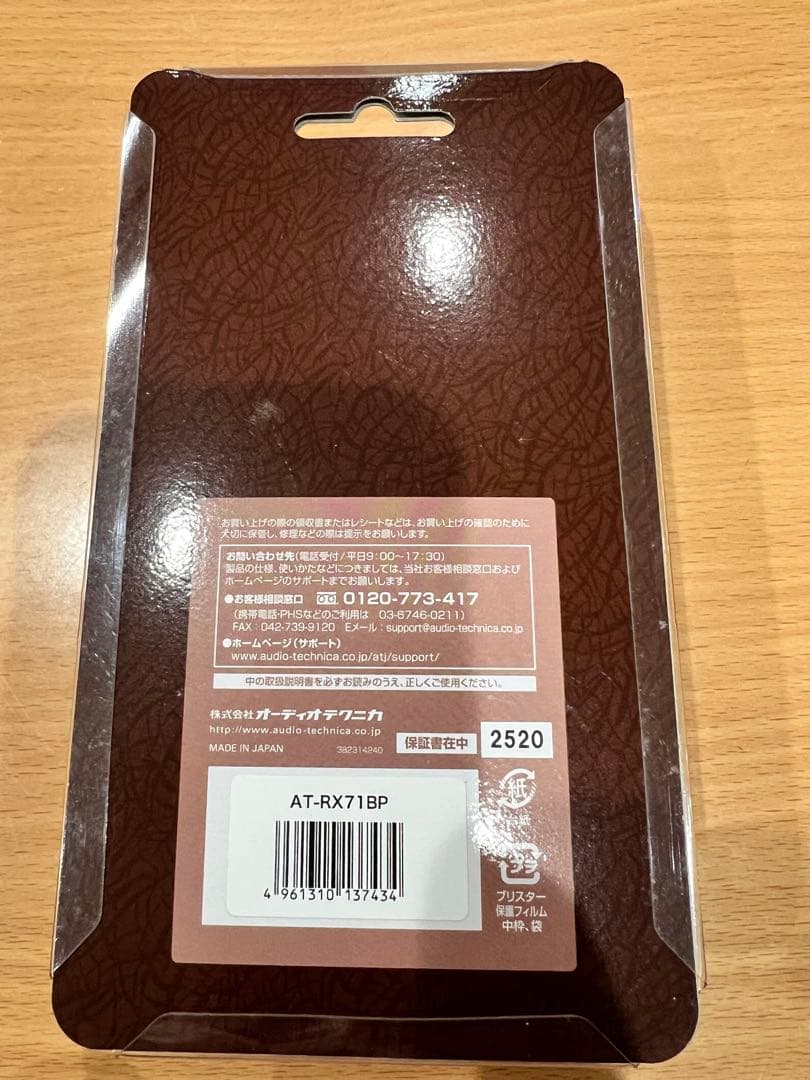 お買い上げの際の領収書またはレシートなどは、お買い上げの確認のために
大切に保管し、修理などの際は提示をお願いします。
お問い合わせ先(電話受付/平日9:00〜17:30)
製品の仕様、使いかたなどにつきましては、当社お客様相談窓口および
ホームページのサポートまでお願いします。
●お客様相談窓口 0120-773-417
(携帯電話・PHSなどのご利用は 03-6746-0211)
FAX:042-739-9120 Eメール:support@audio-technica.co.jp
●ホームページ(サポート)
www.audio-technica.co.jp/atj/support/
中の取扱説明書を必ずお読みのうえ、正しくご使用ください。
株式会社オーディオテクニカ
http://www.audio-technica.co.jp
MADE IN JAPAN 382314240
保証書在中 2520
AT-RX71BP
4 961310 137434
紙
台紙
プラ
ブリスター
保護フィルム
中枠、袋